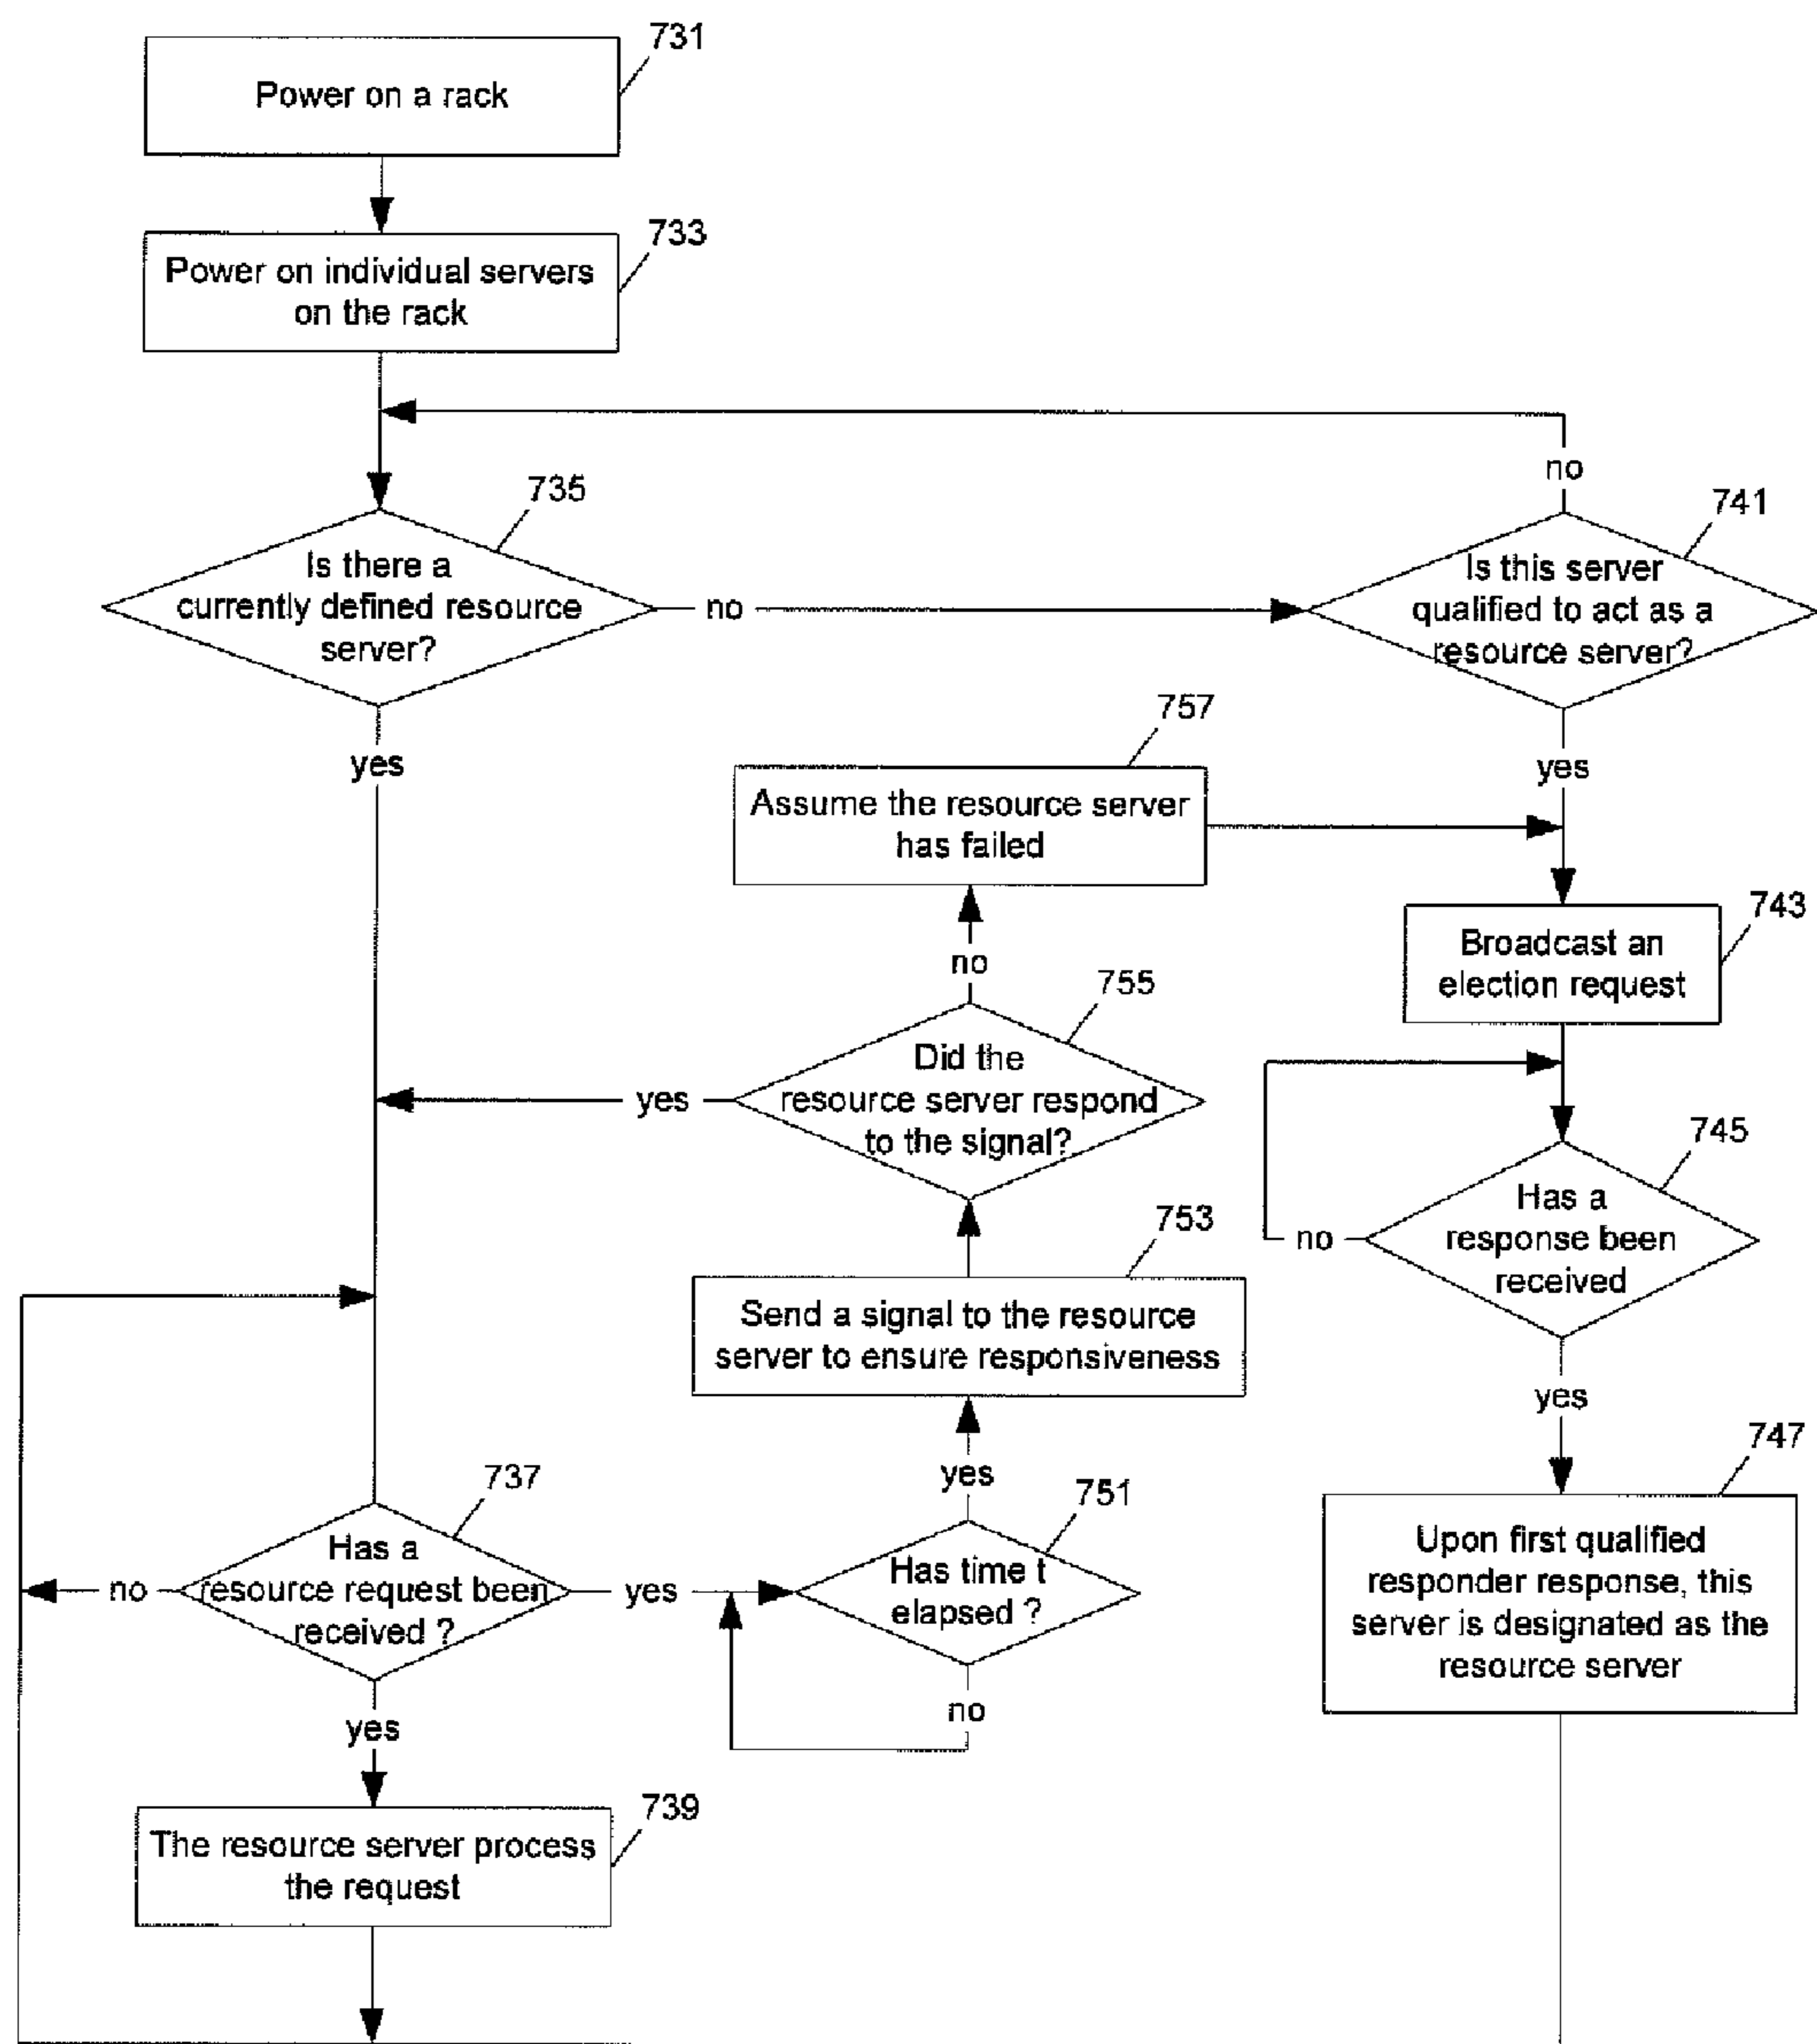 731
Power on a rack
733
Power on individual servers
on the rack
no
735
741
Is there a
currently defined resource
server?
no
Is this server
qualified to act as a
resource server?
yes
757
yes
Assume the resource server
has failed
743
Broadcast an
election request
no
755
Did the
resource server respond
to the signal?
yes
745
Has a
response been
received
no
753
Send a signal to the resource
server to ensure responsiveness
yes
747
yes
737
751
Has a
resource request been
received ?
no
yes
Has time t
elapsed ?
Upon first qualified
responder response, this
server is designated as the
resource server
no
yes
739
The resource server process
the request